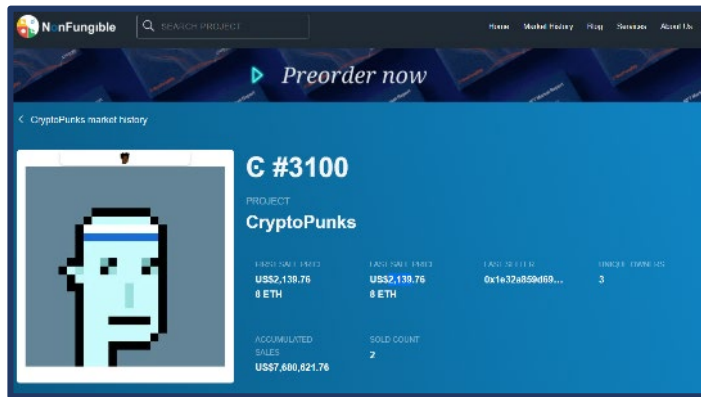 NonFungible
SEARCH PROJECT
Home Market History Blog Services About Us
Preorder now
CryptoPunks market history
#3100
PROJECT
CryptoPunks
FIRST SALE PRICE LAST SALE PRICE LAST SELLER UNIQUE OWNERS
US$2,139.76 US$2,139.76 0x1e32a859d69... 3
8 ETH 8 ETH
ACCUMULATED SOLD COUNT
SALES 2
US$7,680,621.76